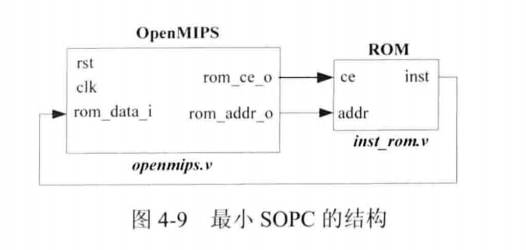 OpenMIPS
ROM
rst
clk
rom_data_i
rom_ce_o
rom_addr_o
ce
inst
addr
openmips.v
inst_rom.v
图 4-9 最小 SOPC 的结构